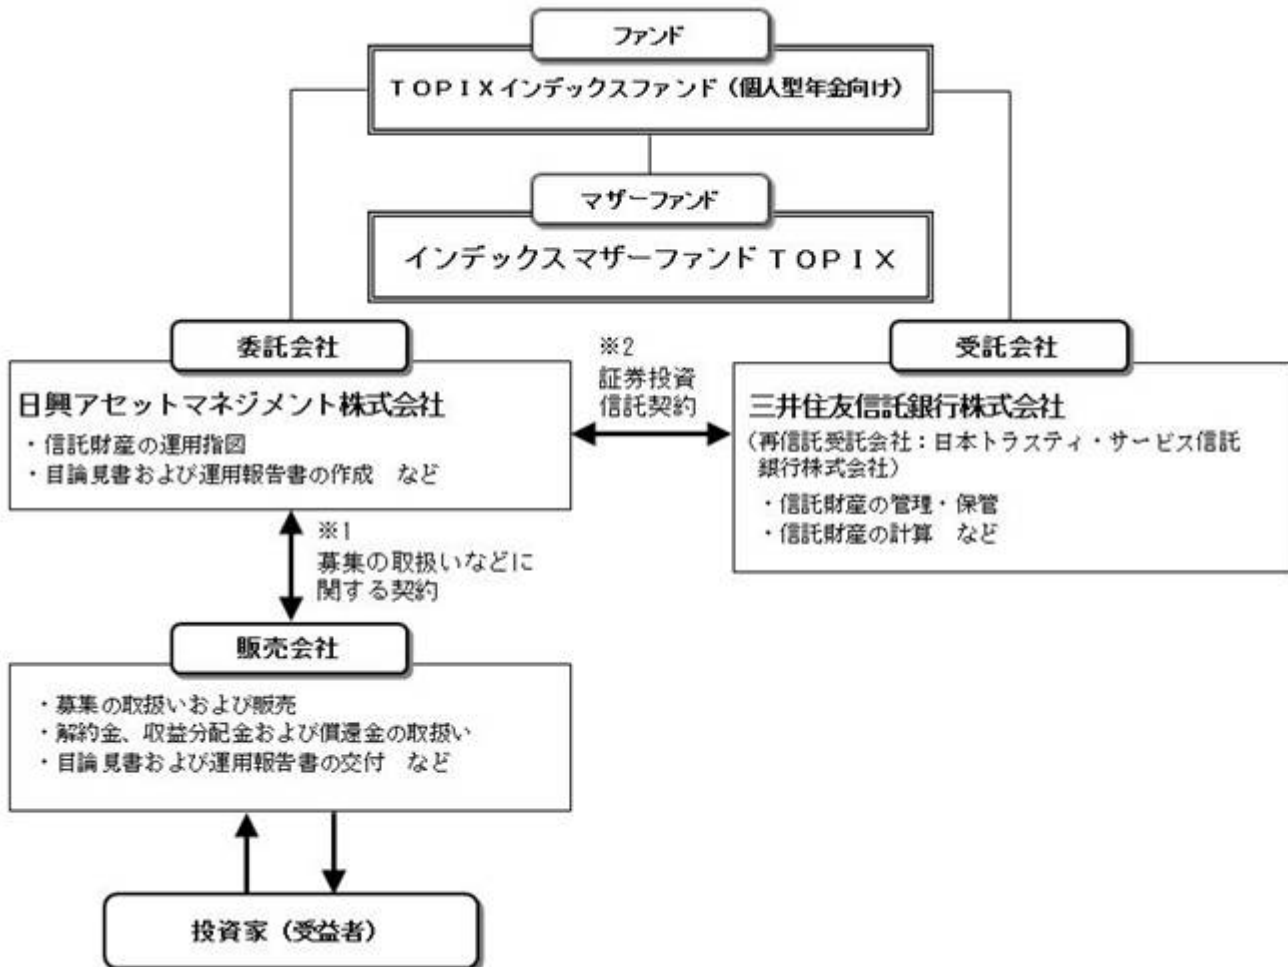 ファンド
ＴＯＰＩＸインデックスファンド（個人型年金向け）
マザーファンド
インデックスマザーファンドＴＯＰＩＸ
委託会社
日興アセットマネジメント株式会社
・信託財産の運用指図
・目論見書および運用報告書の作成　など
※2
証券投資
信託契約
受託会社
三井住友信託銀行株式会社
（再信託受託会社：日本トラスティ・サービス信託
銀行株式会社）
・信託財産の管理・保管
・信託財産の計算　など
※1
募集の取扱いなどに
関する契約
販売会社
・募集の取扱いおよび販売
・解約金、収益分配金および償還金の取扱い
・目論見書および運用報告書の交付　など
投資家（受益者）